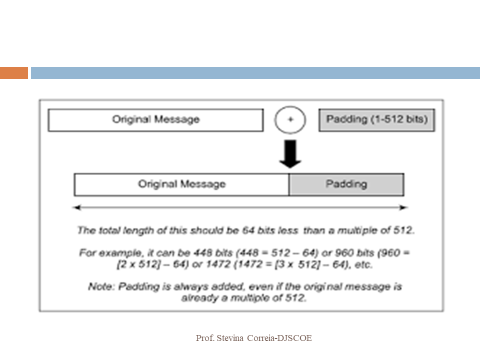 Original Message + Padding (1-512 bits)
Original Message Padding
The total length of this should be 64 bits less than a multiple of 512.
For example, it can be 448 bits (448 = 512 – 64) or 960 bits (960 =
[2 x 512] – 64) or 1472 (1472 = [3 x 512] – 64), etc.
Note: Padding is always added, even if the original message is
already a multiple of 512.
Prof. Stevina Correia-DJSCOE